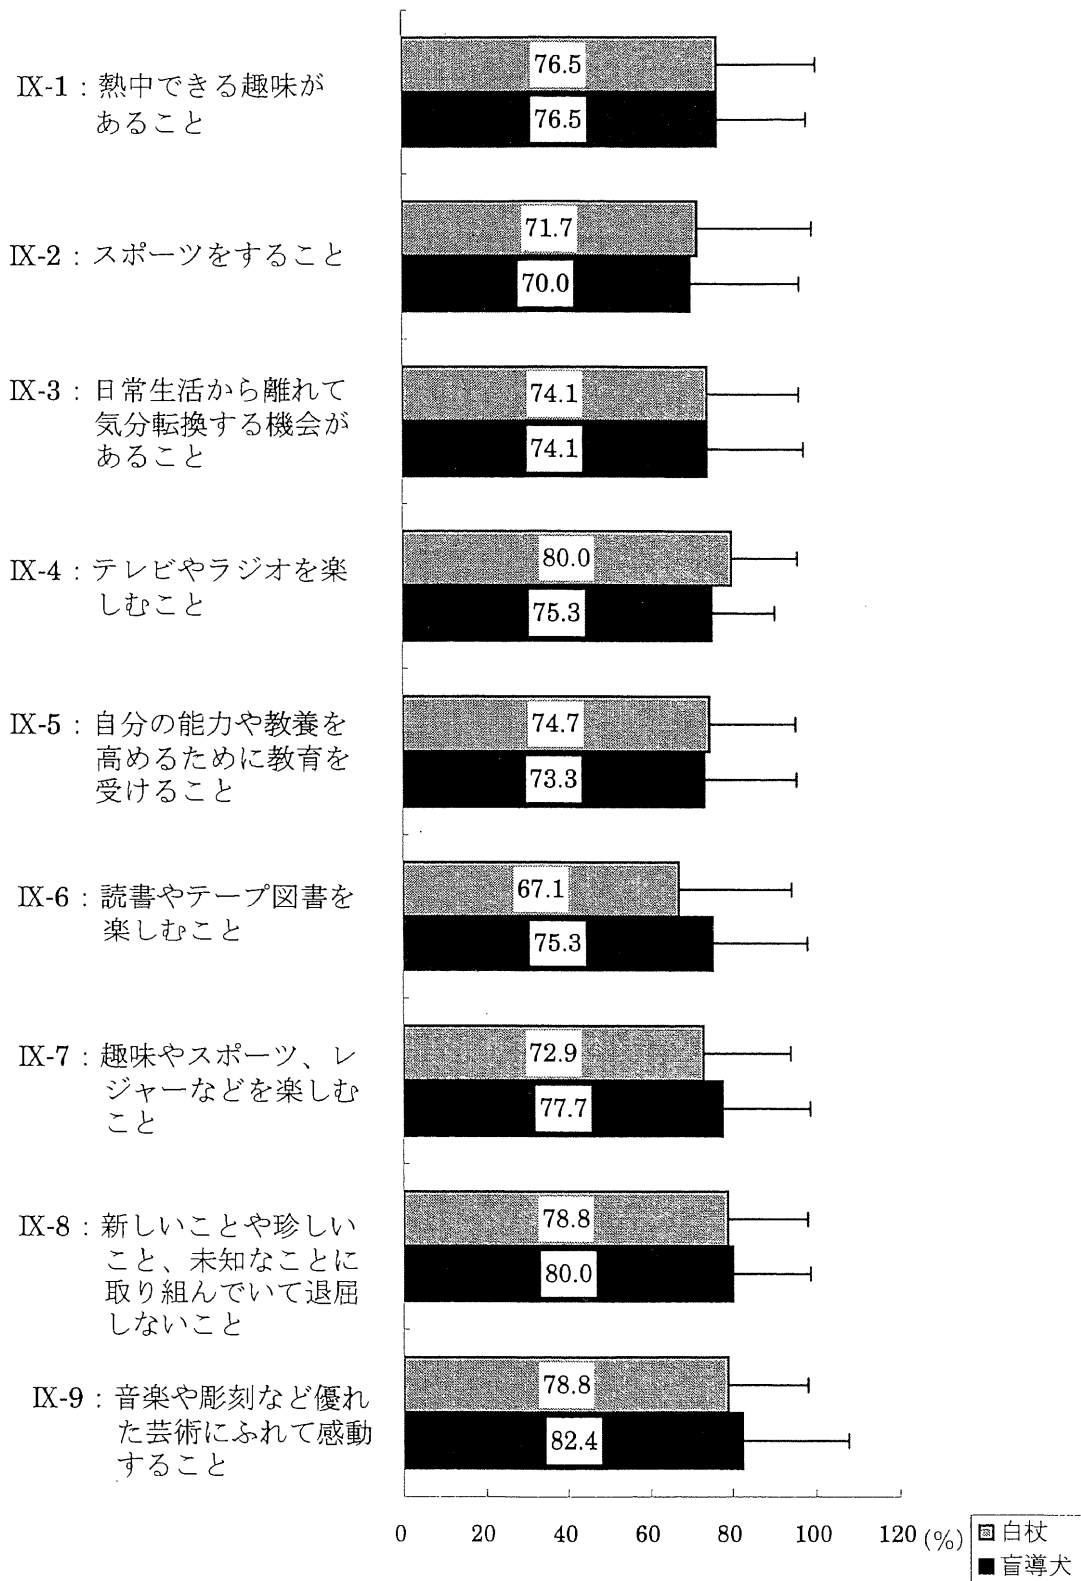 IX-1：熱中できる趣味が
あること
76.5
76.5
IX-2：スポーツをすること
71.7
70.0
IX-3：日常生活から離れて
気分転換する機会が
あること
74.1
74.1
IX-4：テレビやラジオを楽
しむこと
80.0
75.3
IX-5：自分の能力や教養を
高めるために教育を
受けること
74.7
73.3
IX-6：読書やテープ図書を
楽しむこと
67.1
75.3
IX-7：趣味やスポーツ、レ
ジャーなどを楽しむ
こと
72.9
77.7
IX-8：新しいことや珍しい
こと、未知なことに
取り組んでいて退屈
しないこと
78.8
80.0
IX-9：音楽や彫刻など優れ
た芸術にふれて感動
すること
78.8
82.4
0 20 40 60 80 100 120 (%)
白杖
盲導犬